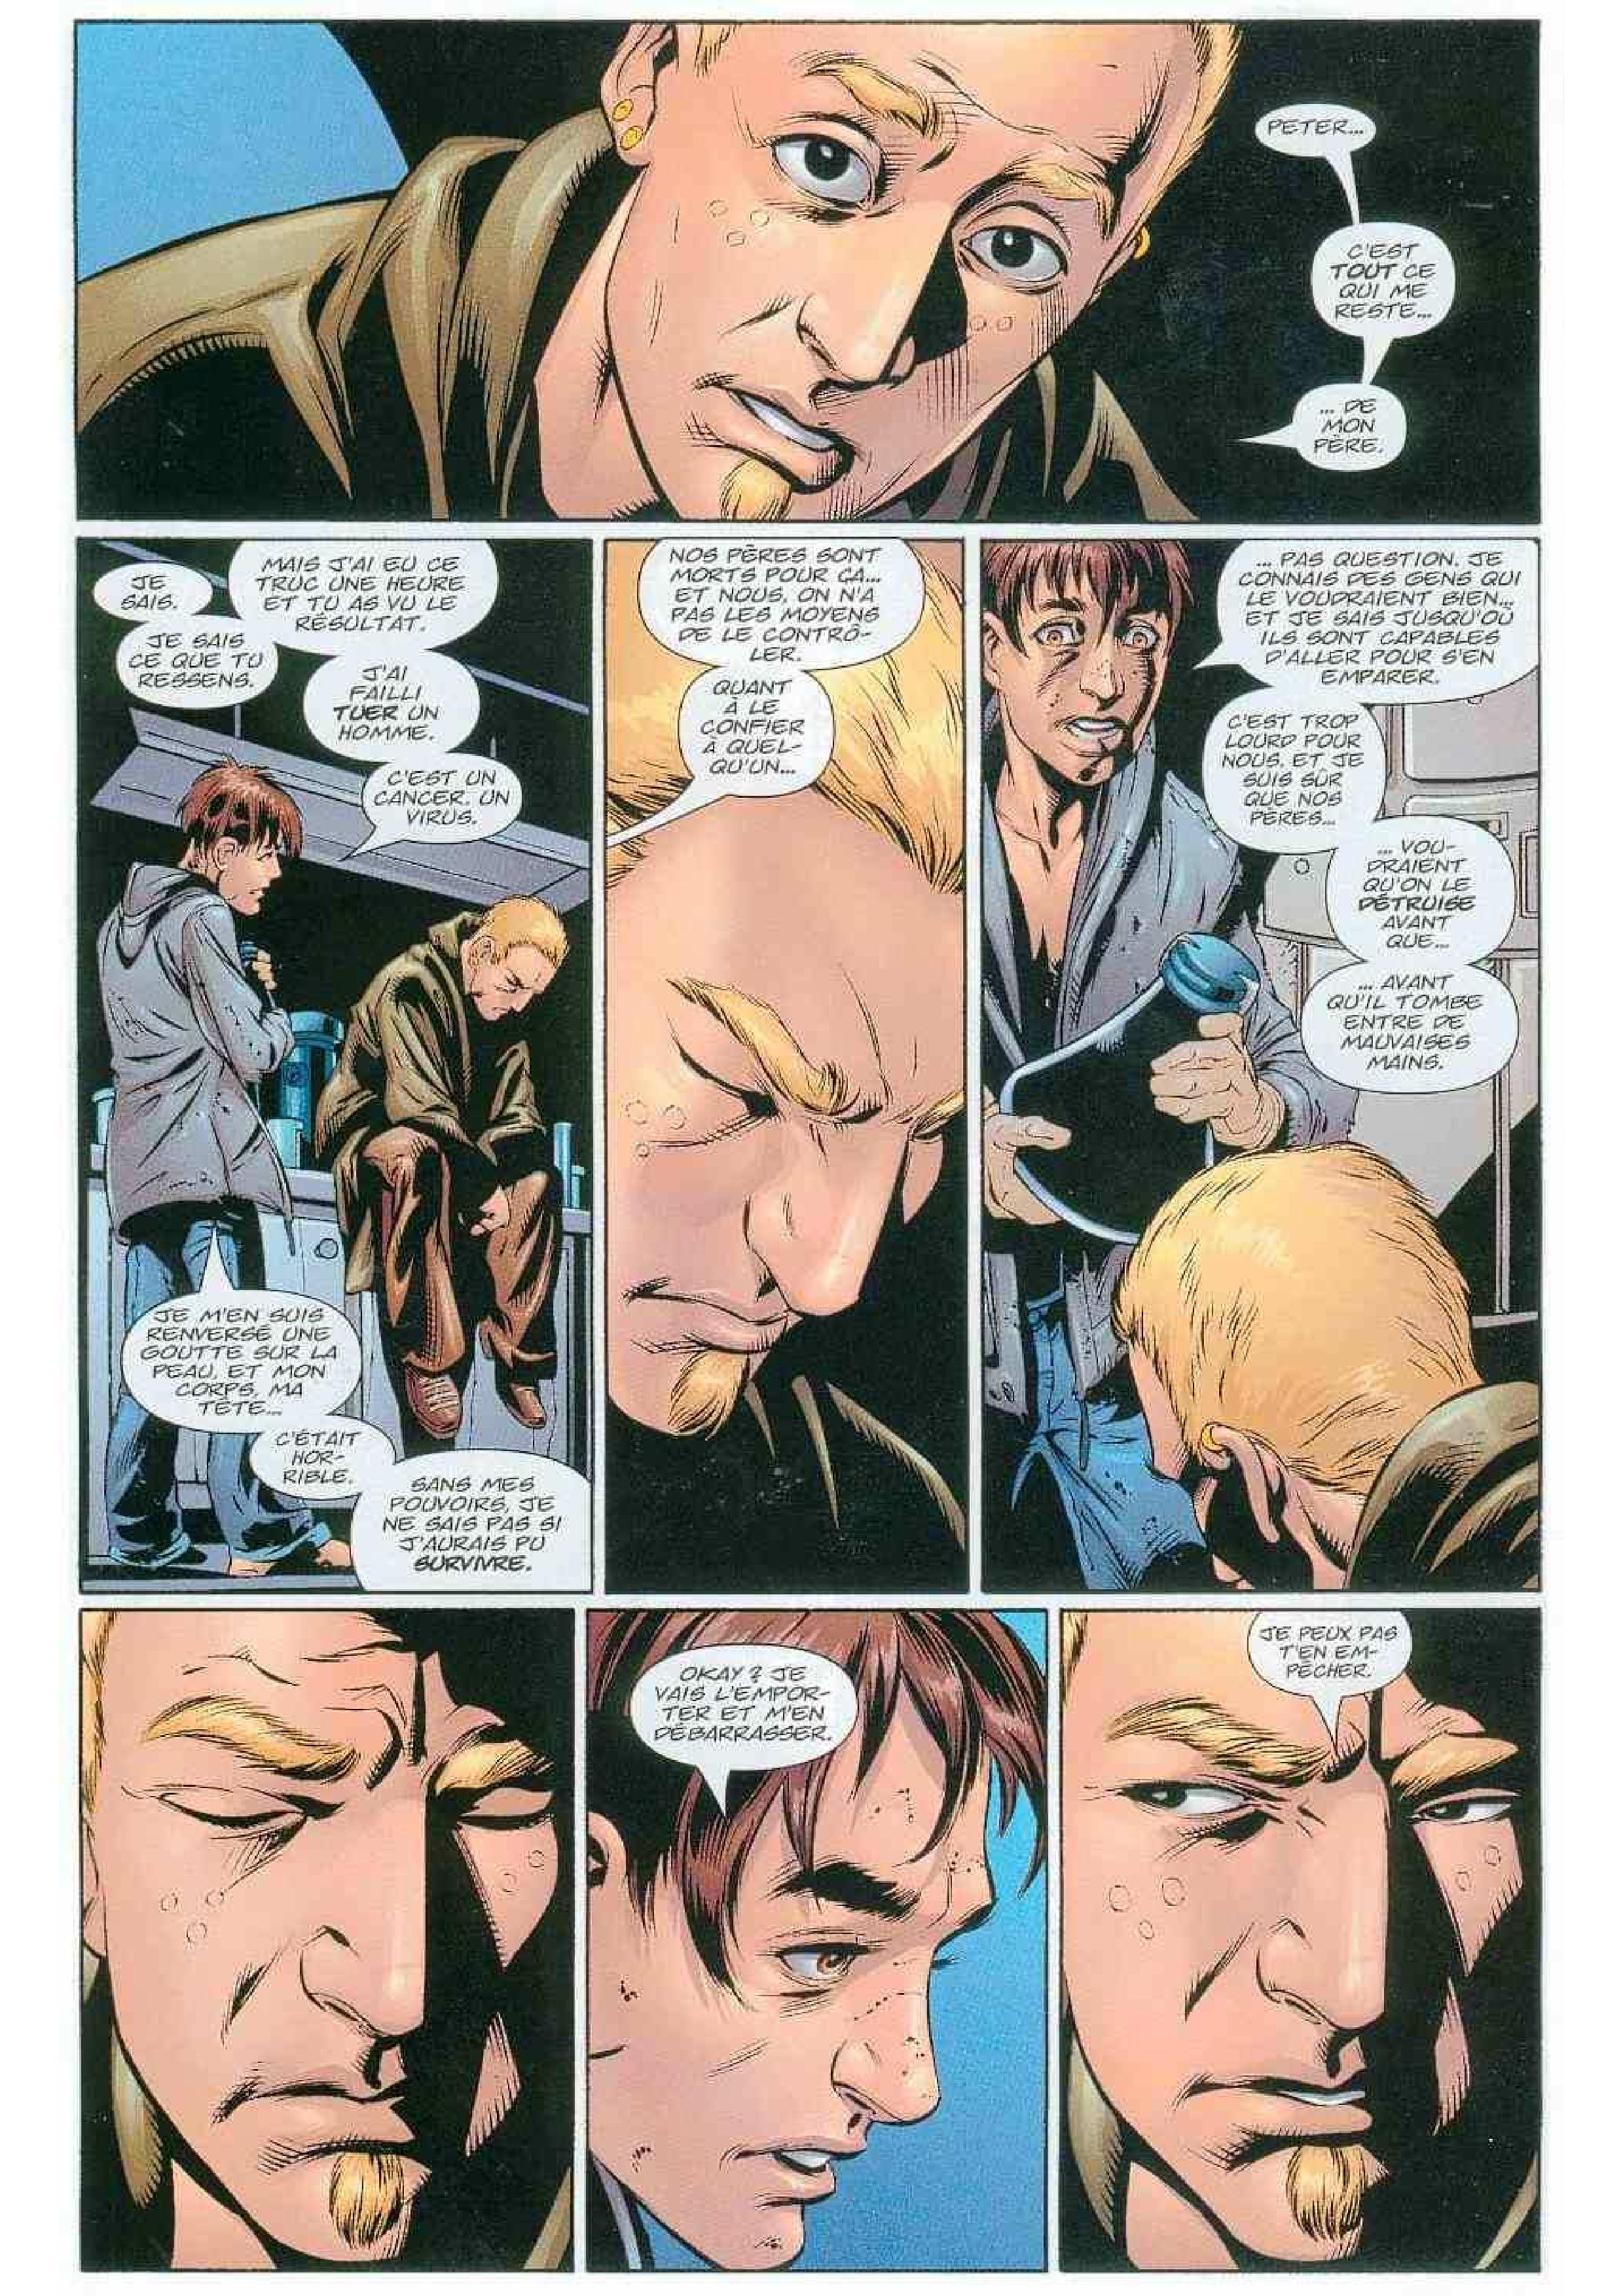 PETER...
C'EST
TOUT CE
QUI ME
RESTE...
... DE
MON
PÈRE.
JE
SAIS.
JE SAIS
CE QUE TU
RESSENS.
MAIS J'AI EU CE
TRUC UNE HEURE
ET TU AS VU LE
RÉSULTAT.
J'AI
FAILLI
TUER UN
HOMME.
C'EST UN
CANCER. UN
VIRUS.
JE M'EN SUIS
RENVERSÉ UNE
GOUTTE SUR LA
PEAU, ET MON
CORPS, MA
TÊTE...
C'ÉTAIT
HOR-
RIBLE.
SANS MES
POUVOIRS, JE
NE SAIS PAS SI
J'AURAIS PU
SURVIVRE.
NOS PÈRES SONT
MORTS POUR ÇA...
ET NOUS, ON N'A
PAS LES MOYENS
DE LE CONTRÔ-
LER.
QUANT
À LE
CONFIER
À QUEL-
QU'UN...
... PAS QUESTION. JE
CONNAIS DES GENS QUI
LE VOUDRAIENT BIEN...
ET JE SAIS JUSQU'OÙ
ILS SONT CAPABLES
D'ALLER POUR S'EN
EMPARER.
C'EST TROP
LOURD POUR
NOUS. ET JE
SUIS SÛR
QUE NOS
PÈRES...
... VOU-
DRAIENT
QU'ON LE
DÉTRUISE
AVANT
QUE...
... AVANT
QU'IL TOMBE
ENTRE DE
MAUVAISES
MAINS.
OKAY ? JE
VAIS L'EMPOR-
TER ET M'EN
DÉBARRASSER.
JE PEUX PAS
T'EN EM-
PÊCHER.